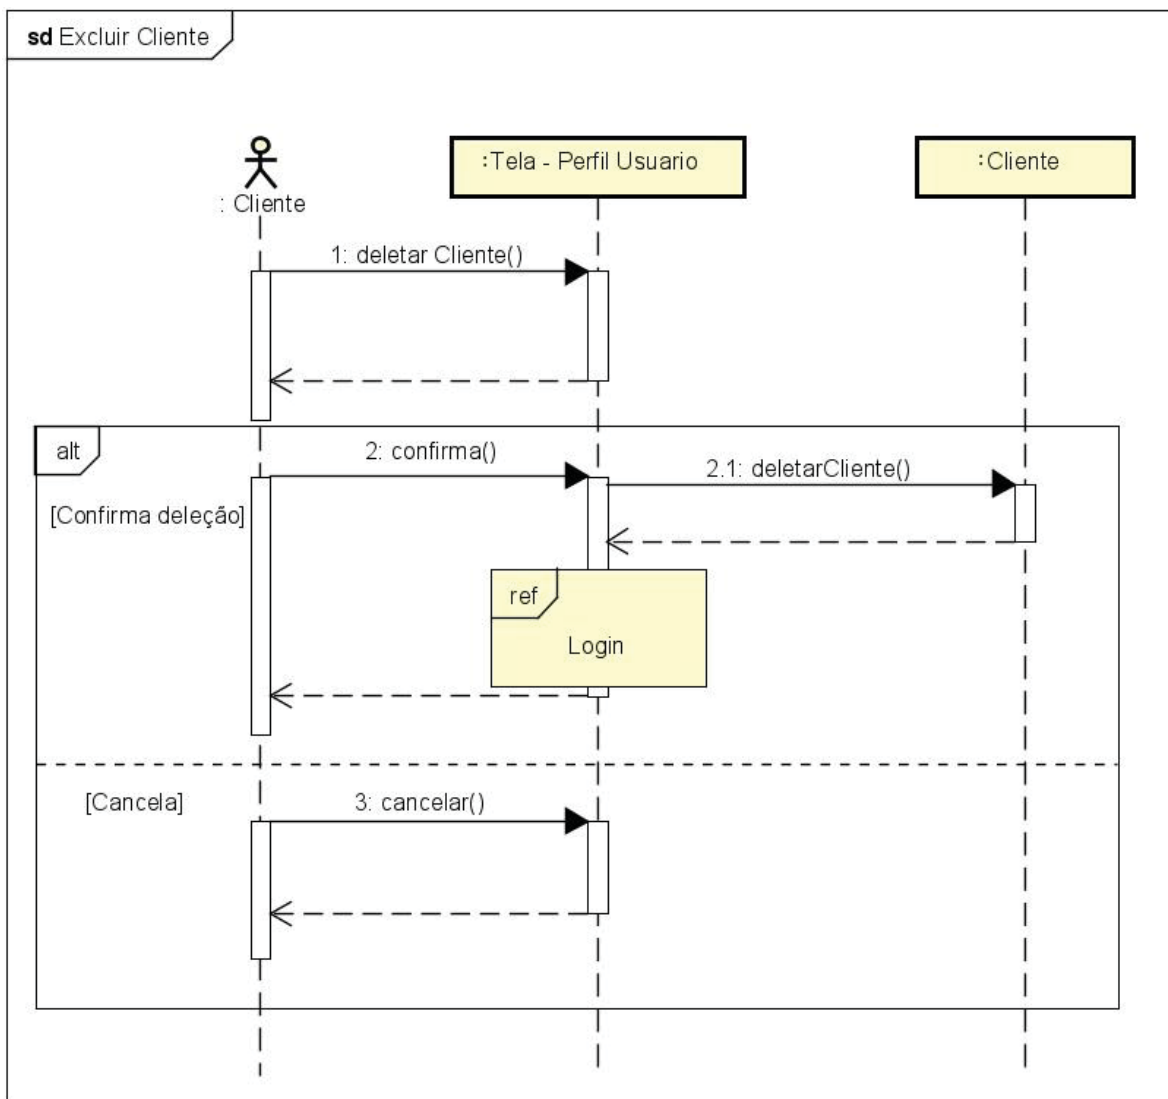 sd Excluir Cliente
: Cliente
:Tela - Perfil Usuario
:Cliente
1: deletar Cliente()
alt
2: confirma()
2.1: deletarCliente()
[Confirma deleção]
ref
Login
[Cancela]
3: cancelar()